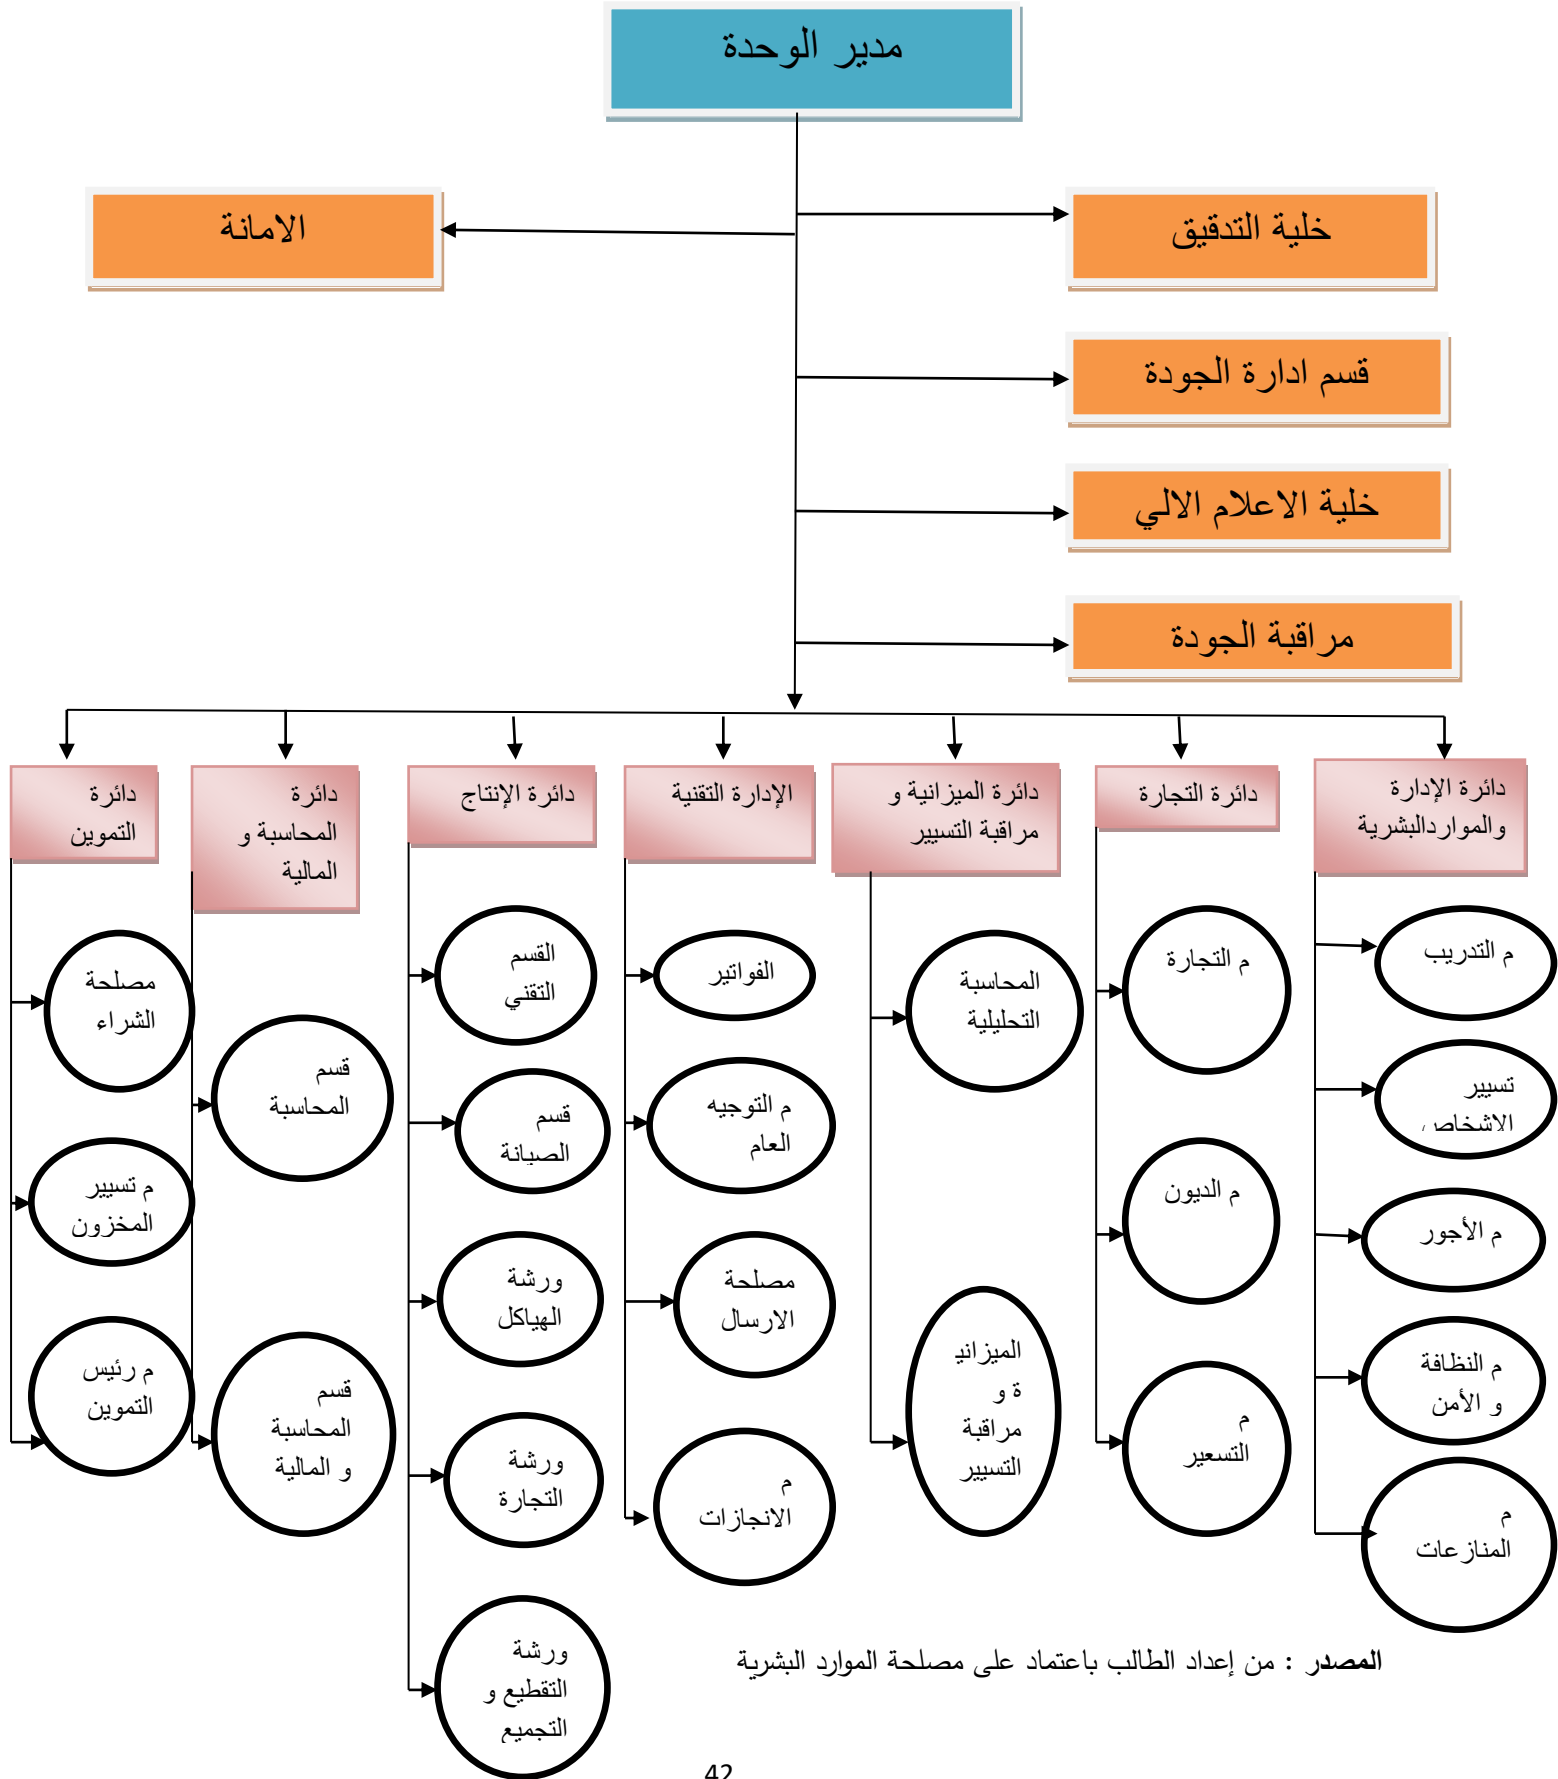 مدير الوحدة
خلية التدقيق
الامانة
قسم ادارة الجودة
خلية الاعلام الالي
مراقبة الجودة
دائرة الإدارة
والمواردالبشرية
دائرة التجارة
دائرة الميزانية و
مراقبة التسيير
الإدارة التقنية
دائرة الإنتاج
دائرة
المحاسبة و
المالية
دائرة
التموين
م التدريب
تسيير
الاشخاص
م الأجور
م النظافة
و الأمن
م
المنازعات
م التجارة
م الديون
م
التسعير
المحاسبة
التحليلية
الميزاني
ة و
مراقبة
التسيير
الفواتير
م التوجيه
العام
مصلحة
الارسال
م
الانجازات
القسم
التقني
قسم
الصيانة
ورشة
الهياكل
ورشة
التجارة
ورشة
التقطيع و
التجميع
قسم
المحاسبة
قسم
المحاسبة
و المالية
مصلحة
الشراء
م تسيير
المخزون
م رئيس
التموين
المصدر : من إعداد الطالب باعتماد على مصلحة الموارد البشرية
42